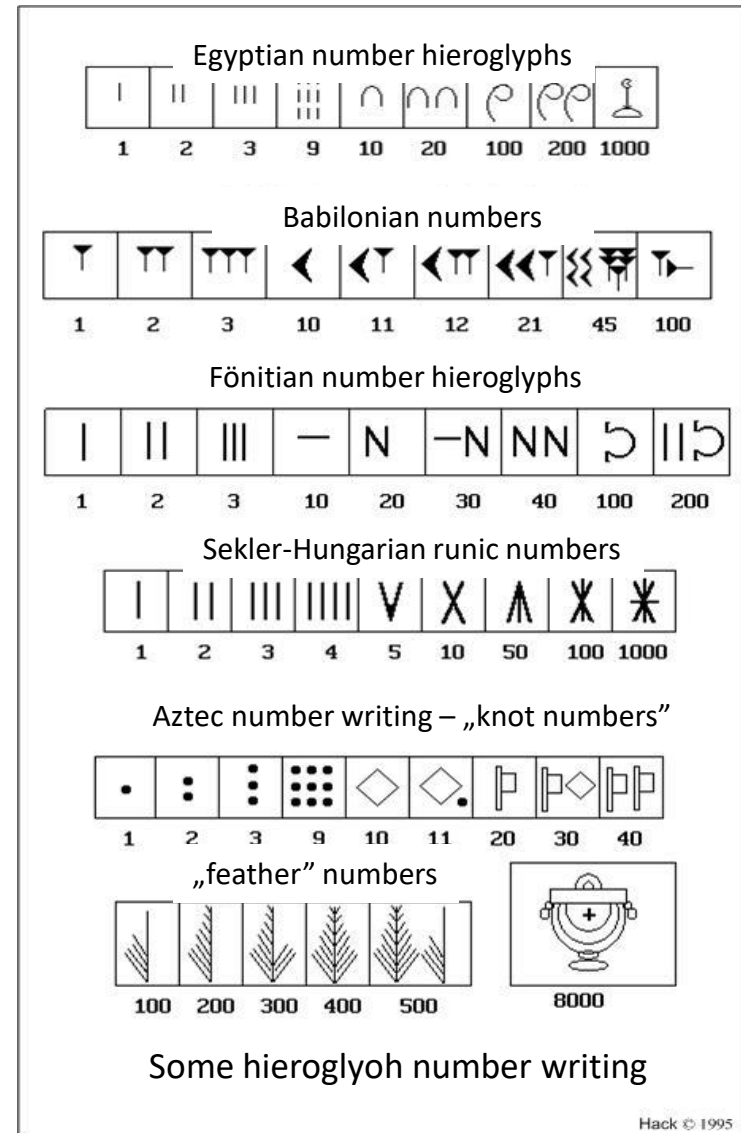 Egyptian number hieroglyphs
1 2 3 9 10 20 100 200 1000
Babilonian numbers
1 2 3 10 11 12 21 45 100
Fönitian number hieroglyphs
1 2 3 10 20 30 40 100 200
Sekler-Hungarian runic numbers
1 2 3 4 5 10 50 100 1000
Aztec number writing – „knot numbers”
1 2 3 9 10 11 20 30 40
„feather” numbers
100 200 300 400 500 8000
Some hieroglyoh number writing
Hack © 1995